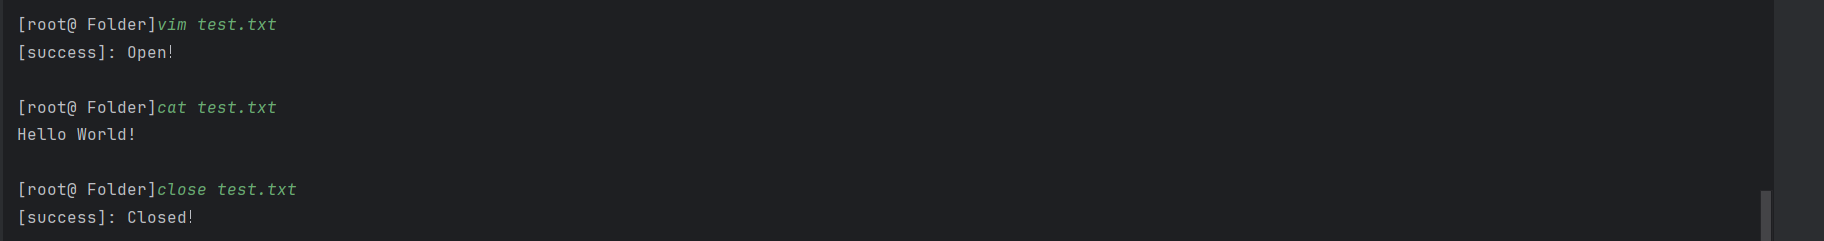 [root@ Folder]vim test.txt
[success]: Open!
[root@ Folder]cat test.txt
Hello World!
[root@ Folder]close test.txt
[success]: Closed!